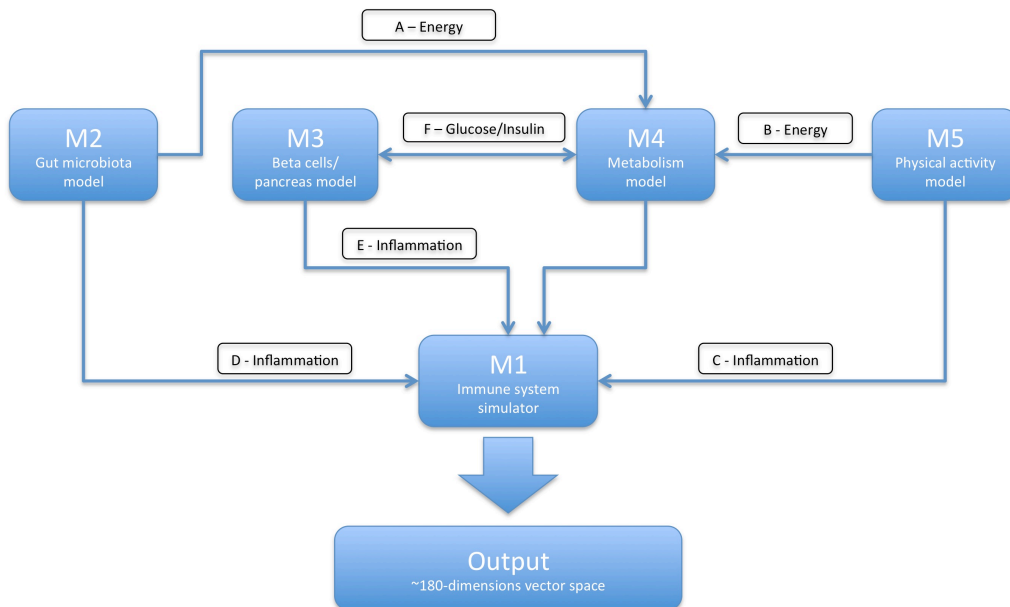 A – Energy
M2
Gut microbiota
model
M3
Beta cells/
pancreas model
F – Glucose/Insulin
M4
Metabolism
model
B - Energy
M5
Physical activity
model
E - Inflammation
D - Inflammation
M1
Immune system
simulator
C - Inflammation
Output
~180-dimensions vector space